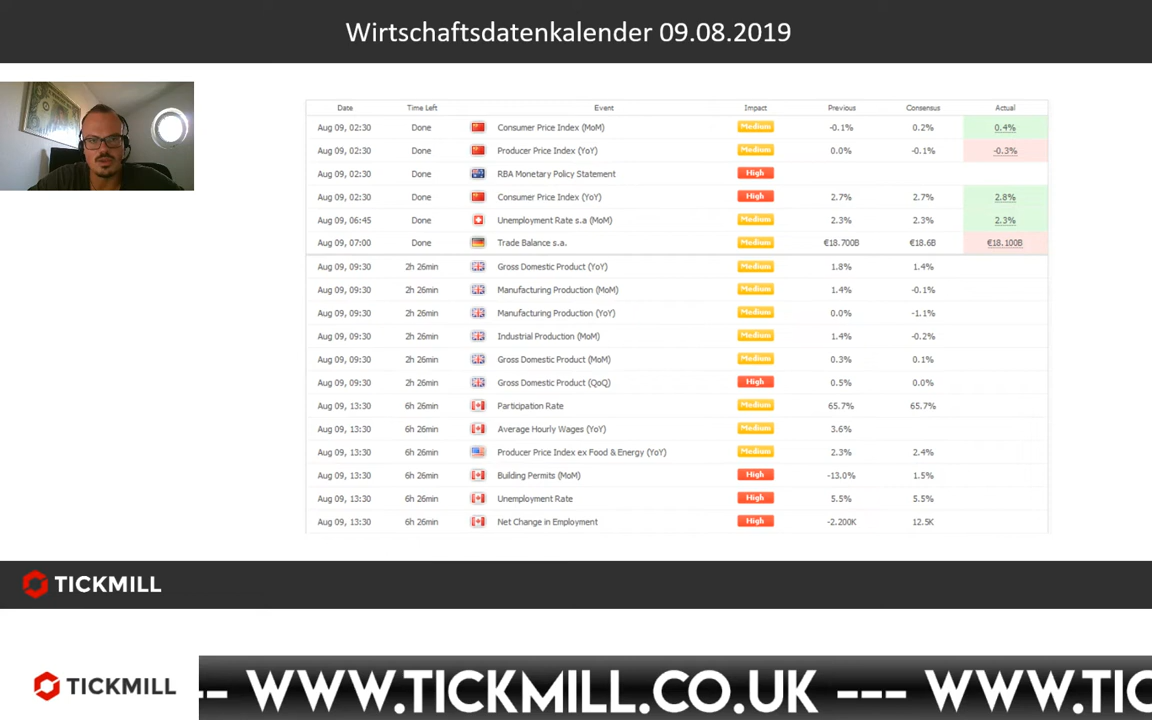 Wirtschaftsdatenkalender 09.08.2019
Date Time Left Event Impact Previous Consensus Actual
Aug 09, 02:30 Done Consumer Price Index (MoM) Medium -0.1% 0.2% 0.4%
Aug 09, 02:30 Done Producer Price Index (YoY) Medium 0.0% -0.1% -0.3%
Aug 09, 02:30 Done RBA Monetary Policy Statement High
Aug 09, 02:30 Done Consumer Price Index (YoY) High 2.7% 2.7% 2.8%
Aug 09, 06:45 Done Unemployment Rate s.a (MoM) Medium 2.3% 2.3% 2.3%
Aug 09, 07:00 Done Trade Balance s.a. Medium €18.700B €18.6B €18.100B
Aug 09, 09:30 2h 26min Gross Domestic Product (YoY) Medium 1.8% 1.4%
Aug 09, 09:30 2h 26min Manufacturing Production (MoM) Medium 1.4% -0.1%
Aug 09, 09:30 2h 26min Manufacturing Production (YoY) Medium 0.0% -1.1%
Aug 09, 09:30 2h 26min Industrial Production (MoM) Medium 1.4% -0.2%
Aug 09, 09:30 2h 26min Gross Domestic Product (MoM) Medium 0.3% 0.1%
Aug 09, 09:30 2h 26min Gross Domestic Product (QoQ) High 0.5% 0.0%
Aug 09, 13:30 6h 26min Participation Rate Medium 65.7% 65.7%
Aug 09, 13:30 6h 26min Average Hourly Wages (YoY) Medium 3.6%
Aug 09, 13:30 6h 26min Producer Price Index ex Food & Energy (YoY) Medium 2.3% 2.4%
Aug 09, 13:30 6h 26min Building Permits (MoM) High -13.0% 1.5%
Aug 09, 13:30 6h 26min Unemployment Rate High 5.5% 5.5%
Aug 09, 13:30 6h 26min Net Change in Employment High -2.200K 12.5K
TICKMILL
TICKMILL -- WWW.TICKMILL.CO.UK --- WWW.TIC